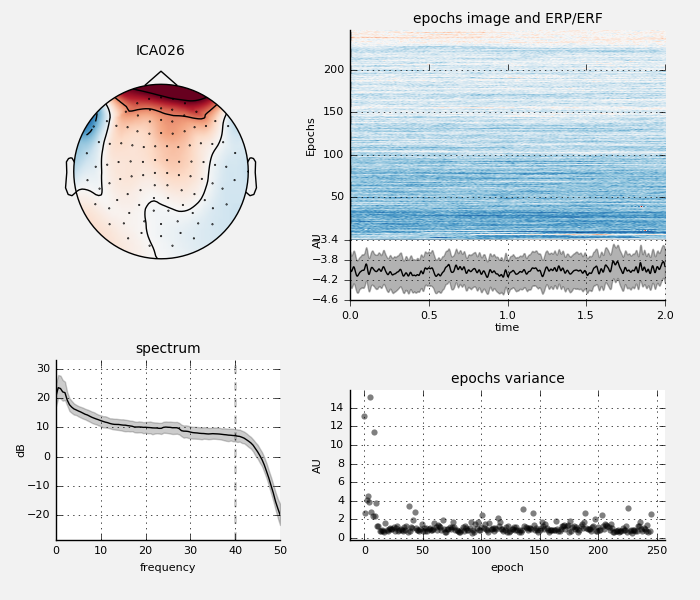 ICA026
epochs image and ERP/ERF
Epochs
200
150
100
50
AU
−3.4
−3.8
−4.2
−4.6
0.0 0.5 1.0 1.5 2.0
time
spectrum
dB
30
20
10
0
−10
−20
0 10 20 30 40 50
frequency
epochs variance
AU
14
12
10
8
6
4
2
0
0 50 100 150 200 250
epoch